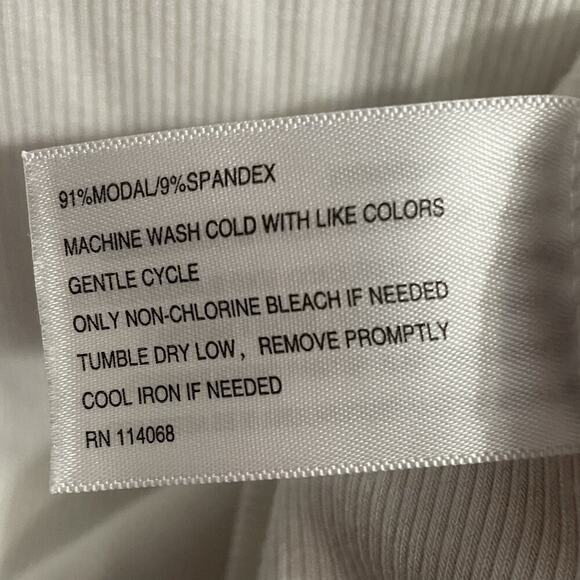 91%MODAL/9%SPANDEX
MACHINE WASH COLD WITH LIKE COLORS
GENTLE CYCLE
ONLY NON-CHLORINE BLEACH IF NEEDED
TUMBLE DRY LOW, REMOVE PROMPTLY
COOL IRON IF NEEDED
RN 114068